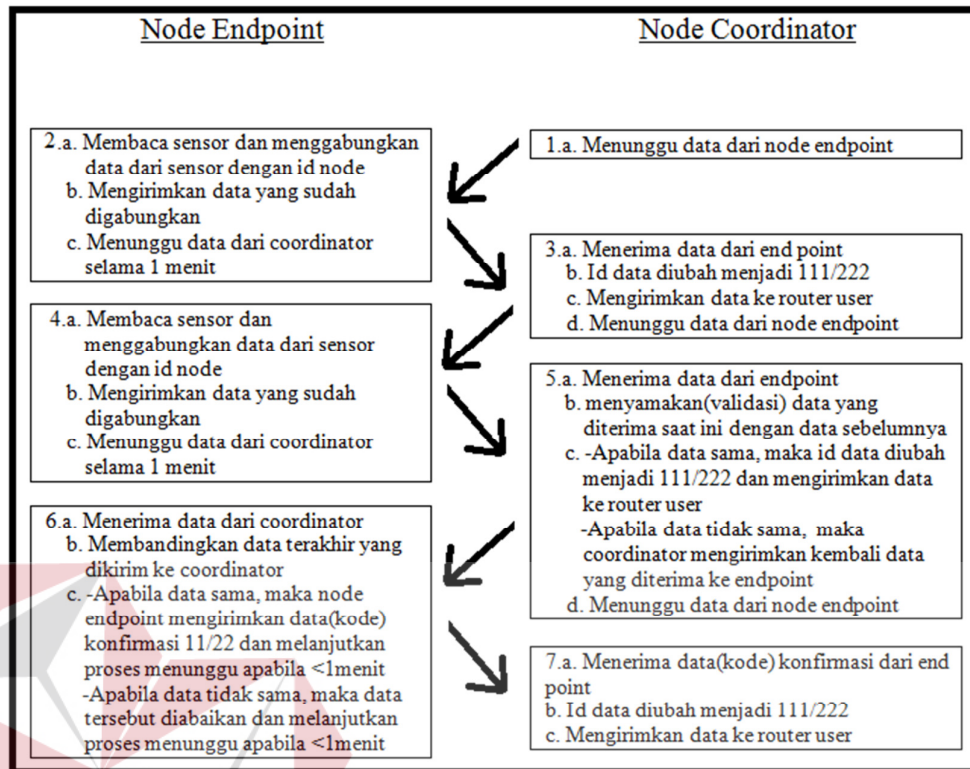 Node Endpoint
Node Coordinator
1.a. Menunggu data dari node endpoint
2.a. Membaca sensor dan menggabungkan
data dari sensor dengan id node
b. Mengirimkan data yang sudah
digabungkan
c. Menunggu data dari coordinator
selama 1 menit
3.a. Menerima data dari end point
b. Id data diubah menjadi 111/222
c. Mengirimkan data ke router user
d. Menunggu data dari node endpoint
4.a. Membaca sensor dan
menggabungkan data dari sensor
dengan id node
b. Mengirimkan data yang sudah
digabungkan
c. Menunggu data dari coordinator
selama 1 menit
5.a. Menerima data dari endpoint
b. menyamakan(validasi) data yang
diterima saat ini dengan data sebelumnya
c. -Apabila data sama, maka id data diubah
menjadi 111/222 dan mengirimkan data
ke router user
-Apabila data tidak sama, maka
coordinator mengirimkan kembali data
yang diterima ke endpoint
d. Menunggu data dari node endpoint
6.a. Menerima data dari coordinator
b. Membandingkan data terakhir yang
dikirim ke coordinator
c. -Apabila data sama, maka node
endpoint mengirimkan data(kode)
konfirmasi 11/22 dan melanjutkan
proses menunggu apabila <1menit
-Apabila data tidak sama, maka data
tersebut diabaikan dan melanjutkan
proses menunggu apabila <1menit
7.a. Menerima data(kode) konfirmasi dari end
point
b. Id data diubah menjadi 111/222
c. Mengirimkan data ke router user